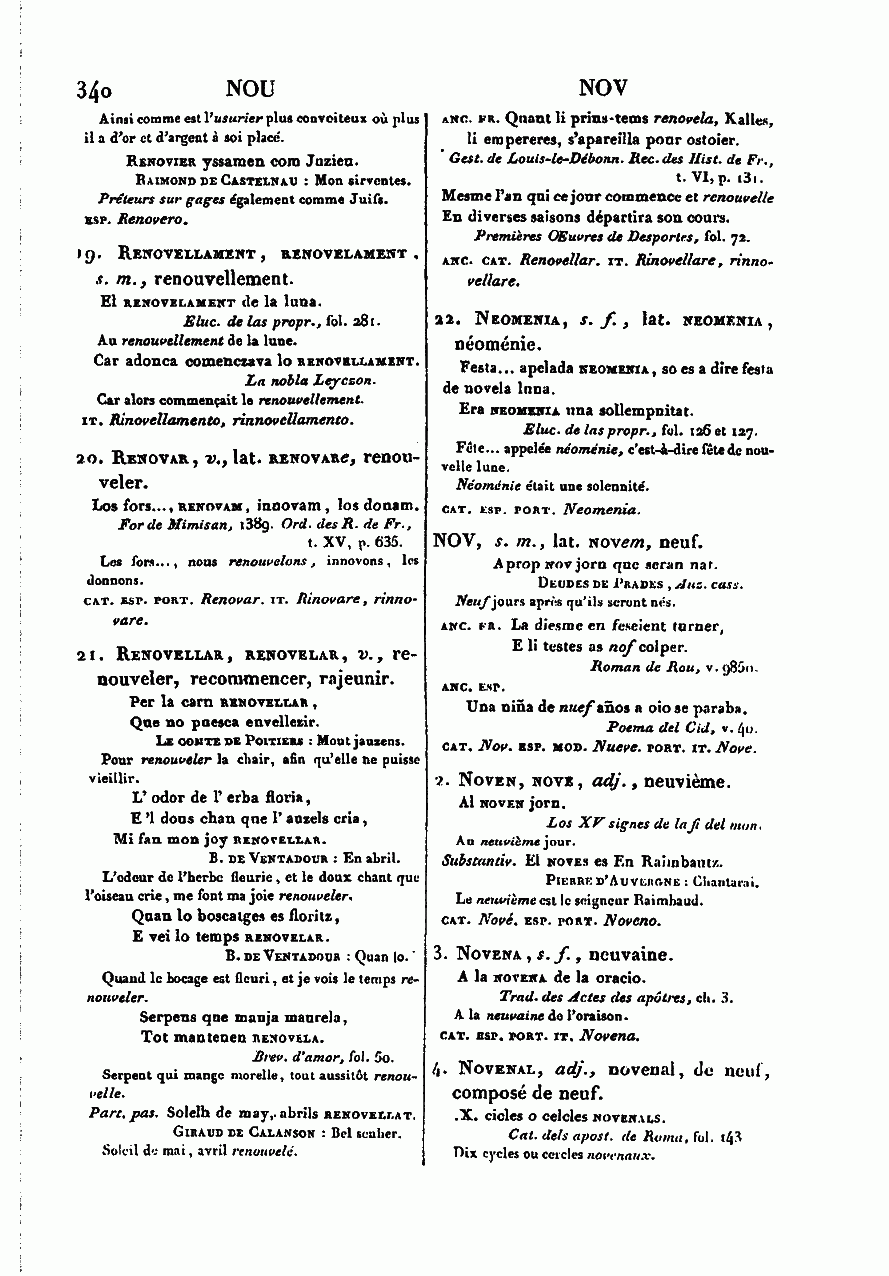 340 NOU NOV
Ainsi comme est l'usurier plus convoiteux où plus
il a d'or et d'argent à soi placé.
RENOVIER yssamen com Juzieu.
RAIMOND DE CASTELNAU : Mon sirventes.
Prêteurs sur gages également comme Juifs.
ESP. Renovero.
19. RENOVELLAMENT, RENOVELAMENT,
s. m., renouvellement.
El RENOVELAMENT de la luna.
Eluc. de las propr., fol. 281.
Au renouvellement de la lune.
Car adonca comenczava lo RENOVELLAMENT.
La nobla Leyczon.
Car alors commençait le renouvellement.
IT. Rinovellamento, rinnovellamento.
20. RENOVAR, v., lat. RENOVARe, renou-
veler.
Los fors..., RENOVAM, innovam, los donam.
For de Mimisan, 1389. Ord. des R. de Fr.,
t. XV, p. 635.
Les fors..., nous renouvelons, innovons, les
donnons.
CAT. ESP. PORT. Renovar. IT. Rinovare, rinno-
vare.
21. RENOVELLAR, RENOVELAR, v., re-
nouveler, recommencer, rajeunir.
Per la carn RENOVELLAR,
Que no puesca envellezir.
LE COMTE DE POITIERS : Mout jauzens.
Pour renouveler la chair, afin qu'elle ne puisse
vieillir.
L' odor de l' erba floria,
E 'l dous chan que l' auzels cria,
Mi fan mon joy RENOVELLAR.
B. DE VENTADOUR : En abril.
L'odeur de l'herbe fleurie, et le doux chant que
l'oiseau crie, me font ma joie renouveler.
Quan lo boscatges es floritz,
E vei lo temps RENOVELAR.
B. DE VENTADOUR : Quan lo.
Quand le bocage est fleuri, et je vois le temps re-
nouveler.
Serpens que manja maurela,
Tot mantenen RENOVELA.
Brev. d'amor, fol. 50.
Serpent qui mange morelle, tout aussitôt renou-
velle.
Parc. pas. Solelh de may, abrils RENOVELLAT.
GIRAUD DE CALANSON : Bel senher.
Soleil de mai, avril renouvelé.
ANC. FR. Quant li prins-tems renovela, Kalles,
li empereres, s'apareilla pour ostoier.
Gest. de Louis-le-Débonn. Rec. des Hist. de Fr.,
t. VI, p. 131.
Mesme l'an qui ce jour commence et renouvelle
En diverses saisons départira son cours.
Premières Œuvres de Desportes, fol. 72.
ANC. CAT. Renovellar. IT. Rinovellare, rinno-
vellare.
22. NEOMENIA, s. f., lat. NEOMENIA,
néoménie.
Festa... apelada NEOMENIA, so es a dire festa
de novela luna.
Era NEOMENIA una sollempnitat.
Eluc. de las propr., fol. 126 et 127.
Fête... appelée néoménie, c'est-à-dire fête de nou-
velle lune.
Néoménie était une solennité.
CAT. ESP. PORT. Neomenia.
NOV, s. m., lat. NOVem, neuf.
Aprop NOV jorn que seran nat.
DEUDES DE PRADES, Auz. cass.
Neuf jours après qu'ils seront nés.
ANC. FR. La diesme en feseient turner,
E li testes as nof colper.
Roman de Rou, v. 9850.
ANC. ESP.
Una niña de nuef años a oio se paraba.
Poema del Cid, v. 40.
CAT. Nov. ESP. MOD. Nueve. PORT. IT. Nove.
2. NOVEN, NOVE, adj., neuvième.
Al NOVEN jorn.
Los XV signes de la fi del mon.
Au neuvième jour.
Substantiv. El NOVES es En Raimbautz.
PIERRE D'AUVERGNE : Chantarai.
Le neuvième est le seigneur Raimbaud.
CAT. Nové. ESP. PORT. Noveno.
3. NOVENA, s. f., neuvaine.
A la NOVENA de la oracio.
Trad. des Actes des apôtres, ch. 3.
A la neuvaine de l'oraison.
CAT. ESP. PORT. IT. Novena.
4. NOVENAL, adj., novenal, de neuf,
composé de neuf.
.X. cicles o celcles NOVENALS.
Cat. dels apost. de Roma, fol. 143
Dix cycles ou cercles novenaux.